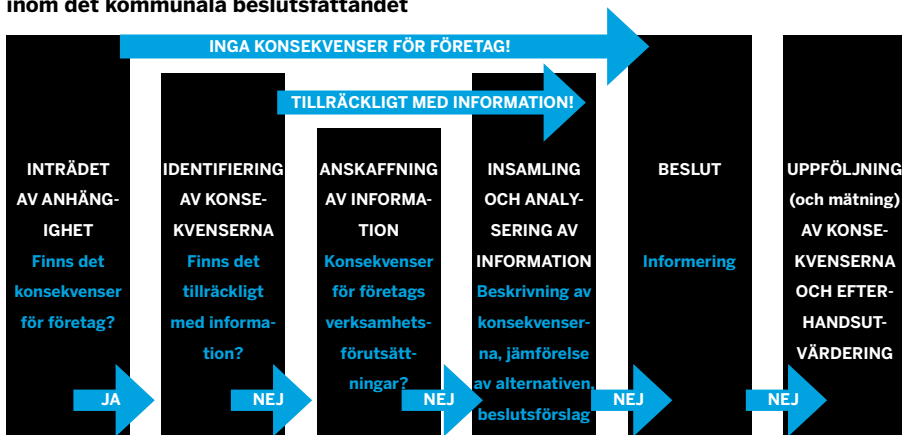 inom det kommunala beslutsfattandet
INGA KONSEKVENSER FÖR FÖRETAG!
TILLRÄCKLIGT MED INFORMATION!
INTRÄDET
AV ANHÄNG-
IGHET
Finns det
konsekvenser
för företag?
JA
IDENTIFIERING
AV KONSE-
KVENSERNA
Finns det
tillräckligt
med informa-
tion?
NEJ
ANSKAFFNING
AV INFORMA-
TION
Konsekvenser
för företags
verksamhets-
förutsätt-
ningar?
NEJ
INSAMLING
OCH ANALY-
SERING AV
INFORMATION
Beskrivning av
konsekvenser-
na, jämförelse
av alternativen,
beslutsförslag
NEJ
BESLUT
Informering
NEJ
UPPFÖLJNING
(och mätning)
AV KONSE-
KVENSERNA
OCH EFTER-
HANDSUT-
VÄRDERING